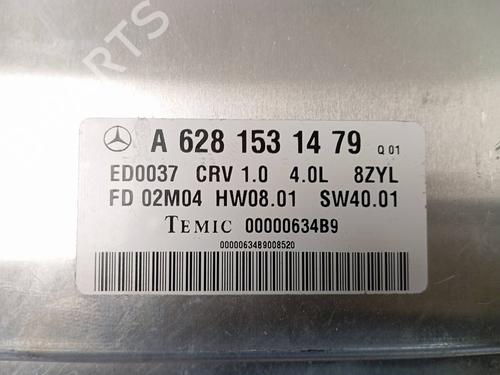 A 628 153 14 79 Q 01
ED0037 CRV 1.0 4.0L 8ZYL
FD 02M04 HW08.01 SW40.01
TEMIC 00000634B9
00000634B9008520
B-PARTS